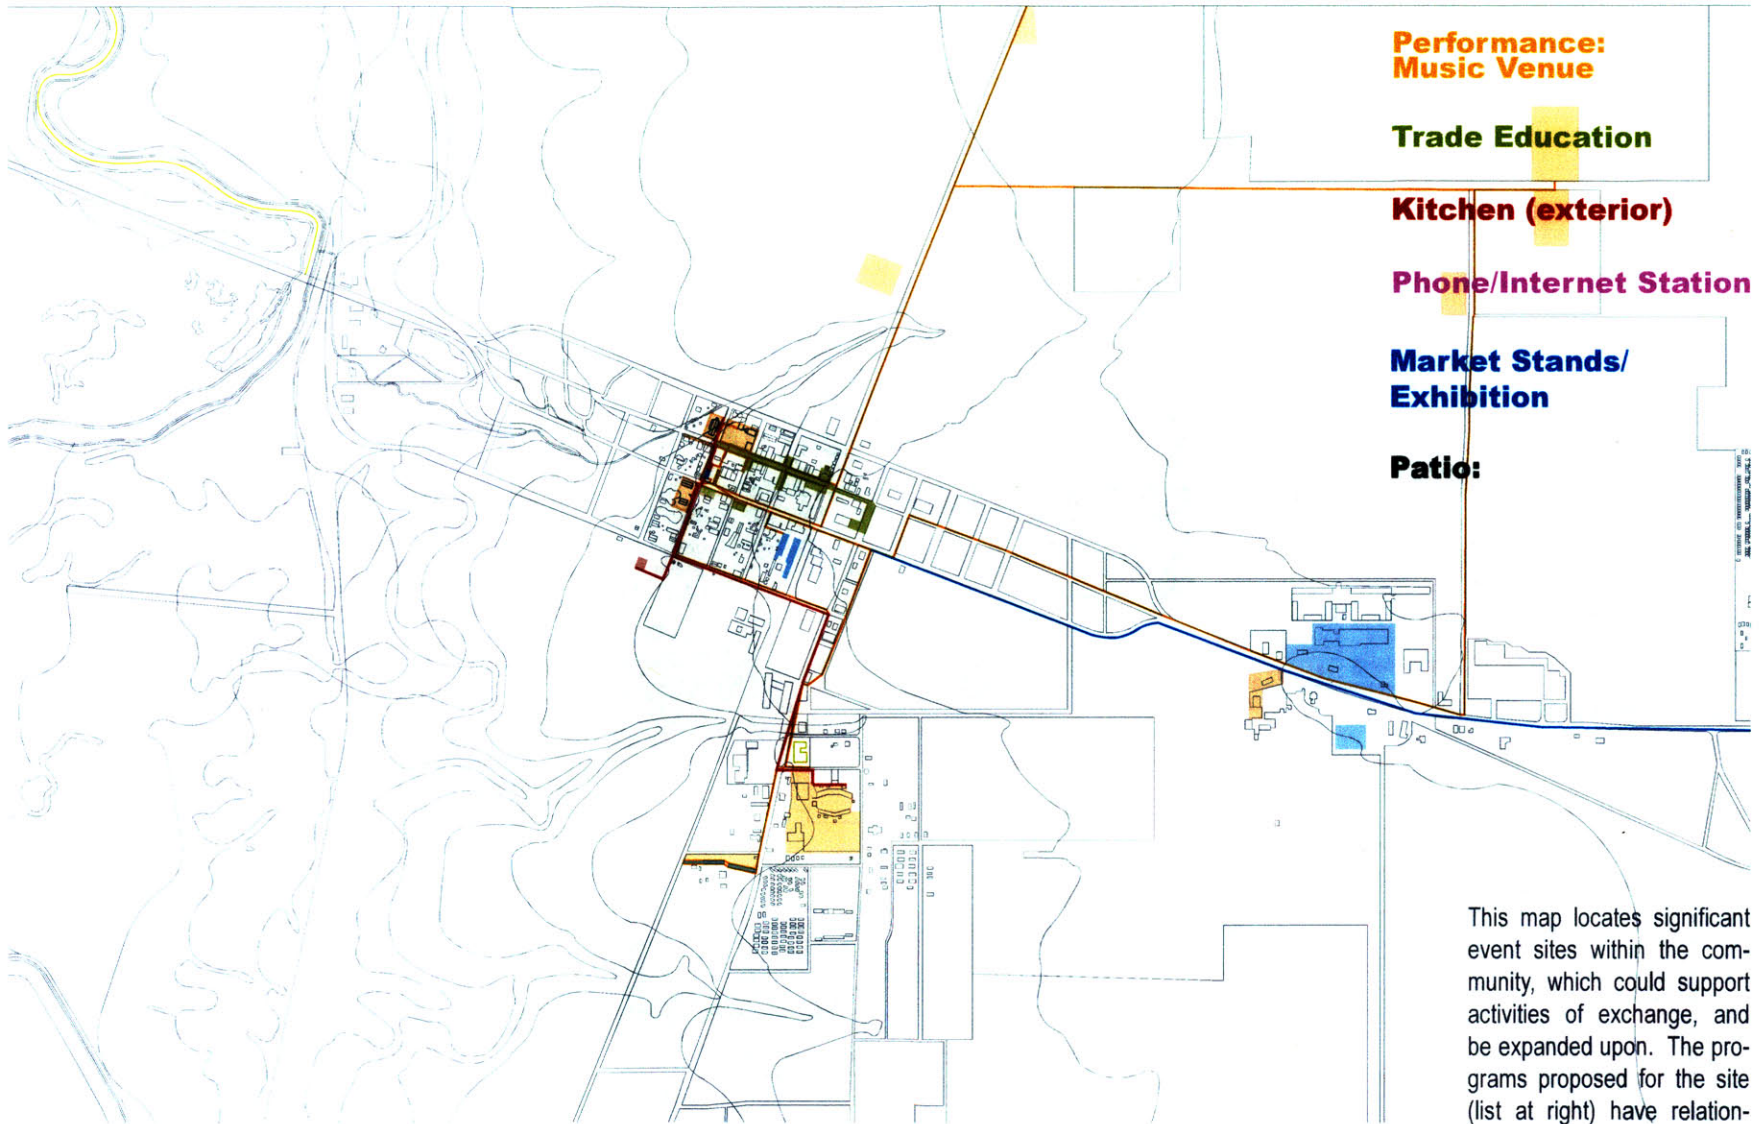 Performance:
Music Venue
Trade Education
Kitchen (exterior)
Phone/Internet Station
Market Stands/
Exhibition
Patio:
This map locates significant
event sites within the com-
munity, which could support
activities of exchange, and
be expanded upon. The pro-
grams proposed for the site
(list at right) have relation-